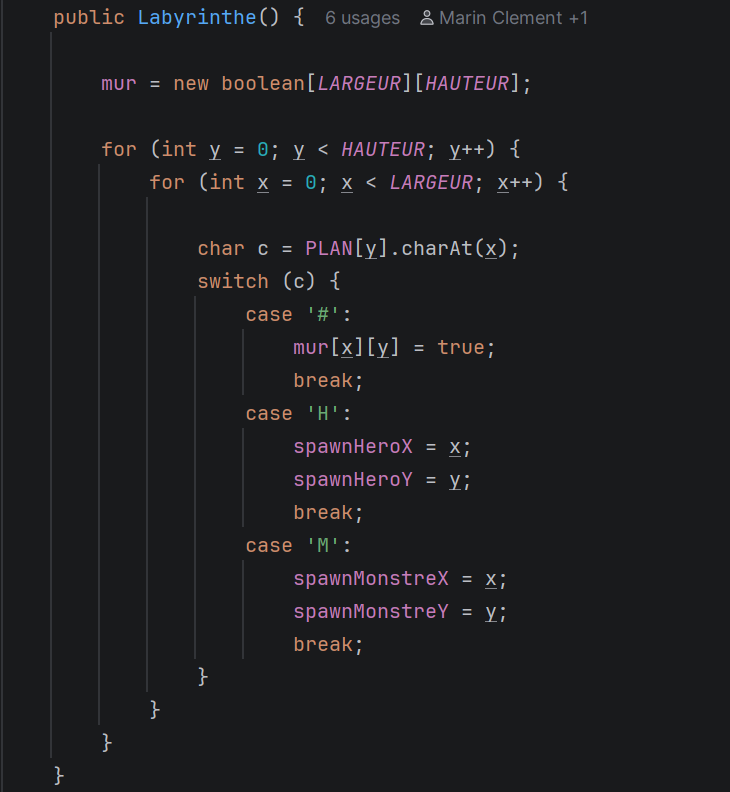 public Labyrinthe() {  6 usages  Marin Clement +1
mur = new boolean[LARGEUR][HAUTEUR];
for (int y = 0; y < HAUTEUR; y++) {
for (int x = 0; x < LARGEUR; x++) {
char c = PLAN[y].charAt(x);
switch (c) {
case '#':
mur[x][y] = true;
break;
case 'H':
spawnHeroX = x;
spawnHeroY = y;
break;
case 'M':
spawnMonstreX = x;
spawnMonstreY = y;
break;
}
}
}
}